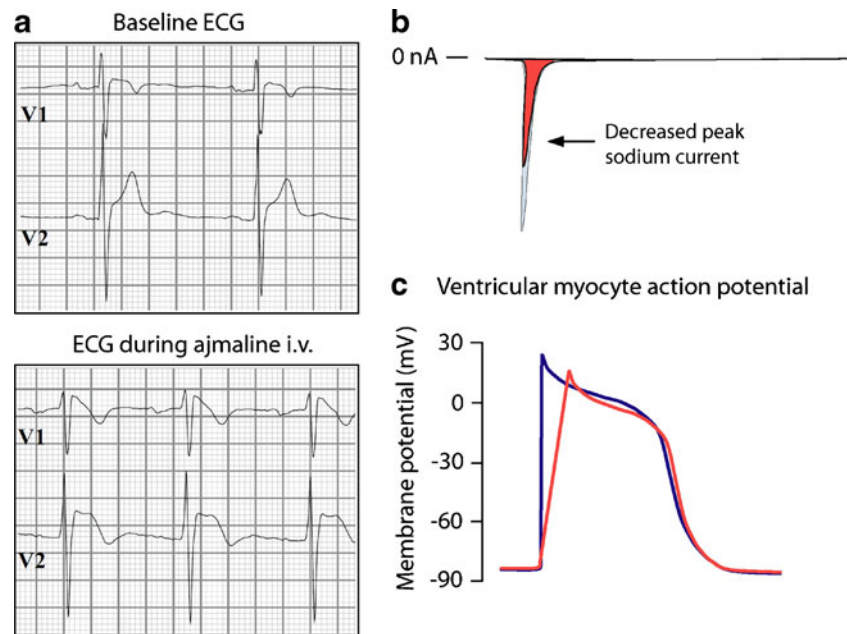 a
Baseline ECG
V1
V2
ECG during ajmaline i.v.
V1
V2
b
0 nA
Decreased peak
sodium current
c Ventricular myocyte action potential
Membrane potential (mV)
30
0
-30
-60
-90